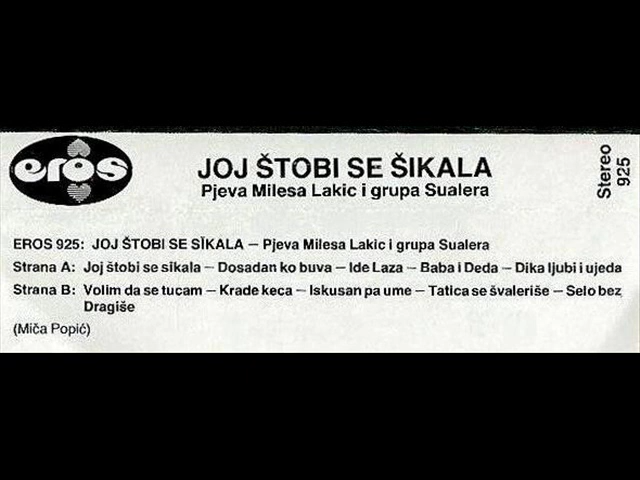 eros
JOJ ŠTOBI SE ŠIKALA
Pjeva Milesa Lakic i grupa Sualera
Stereo
925
EROS 925: JOJ ŠTOBI SE SĪKALA – Pjeva Milesa Lakic i grupa Sualera
Strana A: Joj štobi se sikala – Dosadan ko buva – Ide Laza – Baba i Deda – Dika ljubi i ujeda
Strana B: Volim da se tucam – Krade keca – Iskusan pa ume – Tatica se švaleriše – Selo bez
Dragiše
(Miča Popić)